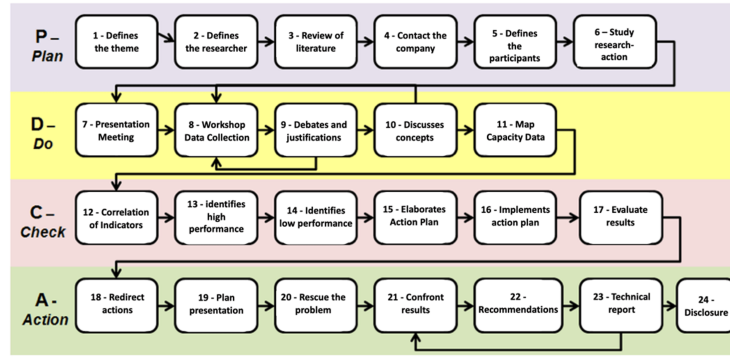 P –
Plan
1 - Defines
the theme
2 - Defines
the researcher
3 - Review of
literature
4 - Contact the
company
5 - Defines
the
participants
6 – Study
research-
action
D –
Do
7 - Presentation
Meeting
8 - Workshop
Data Collection
9 - Debates and
justifications
10 - Discusses
concepts
11 - Map
Capacity Data
C –
Check
12 - Correlation
of Indicators
13 - identifies
high
performance
14 - Identifies
low performance
15 - Elaborates
Action Plan
16 - Implements
action plan
17 - Evaluate
results
A -
Action
18 - Redirect
actions
19 - Plan
presentation
20 - Rescue the
problem
21 - Confront
results
22 -
Recommendations
23 - Technical
report
24 -
Disclosure